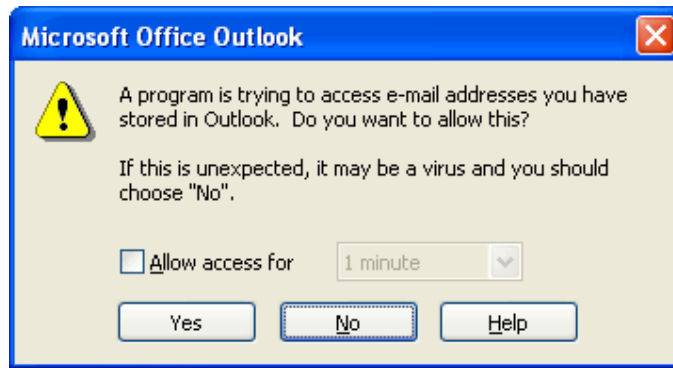 Microsoft Office Outlook
A program is trying to access e-mail addresses you have
stored in Outlook. Do you want to allow this?
If this is unexpected, it may be a virus and you should
choose "No".
Allow access for 1 minute
Yes No Help